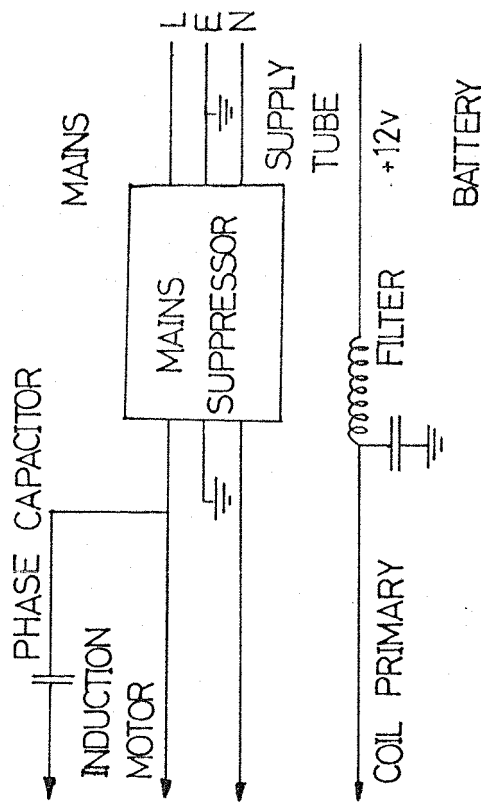 PHASE CAPACITOR
MAINS
INDUCTION
MOTOR
MAINS
SUPPRESSOR
L
E
N
SUPPLY
TUBE
COIL PRIMARY
FILTER
+12v
BATTERY